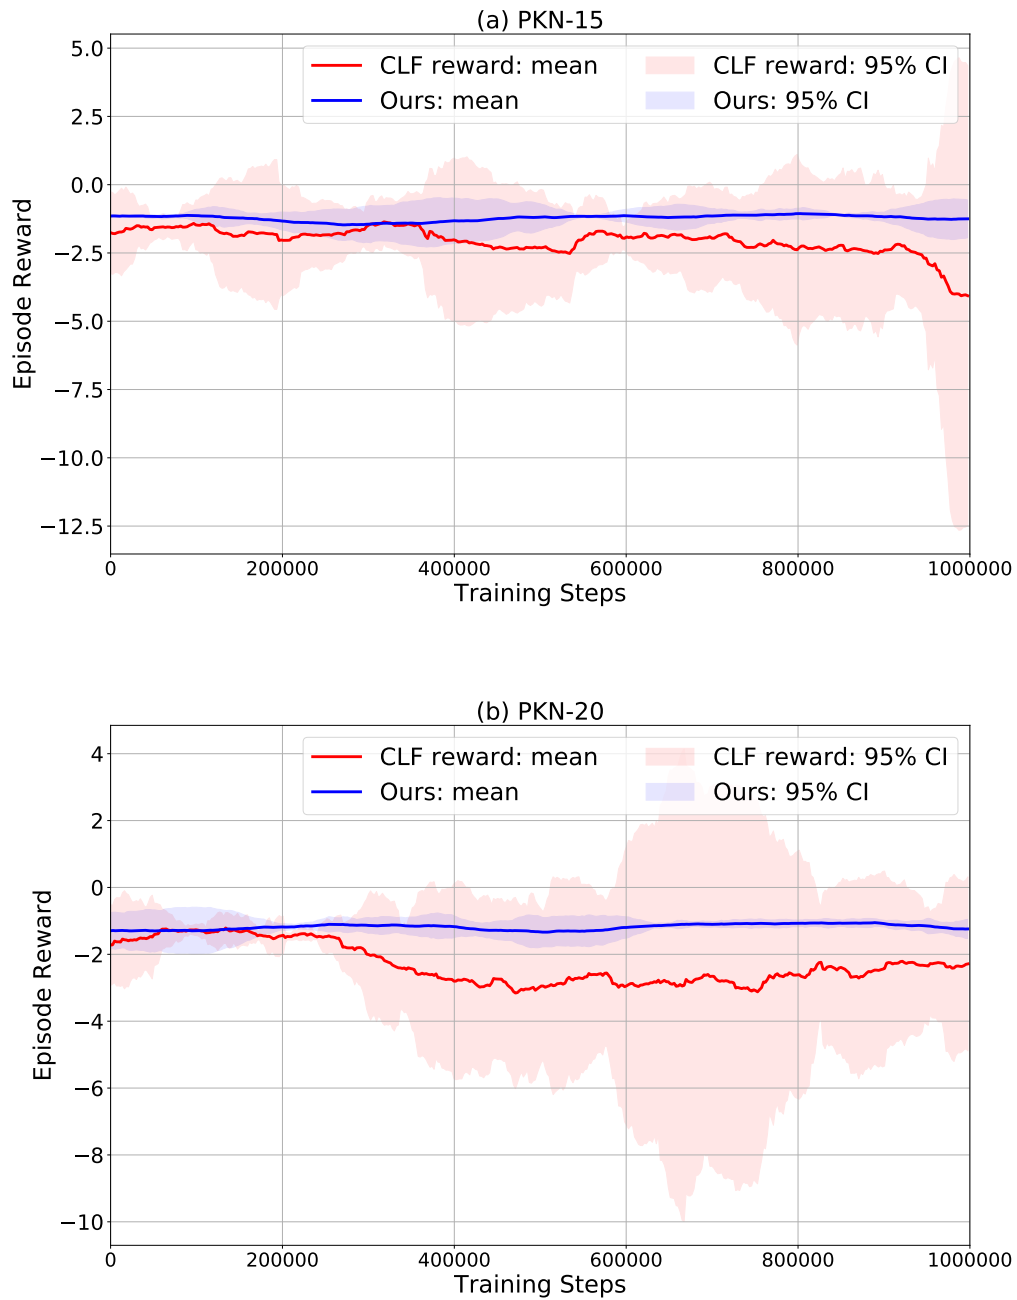 (a) PKN-15
CLF reward: mean
CLF reward: 95% CI
Ours: mean
Ours: 95% CI
5.0
2.5
0.0
−2.5
−5.0
−7.5
−10.0
−12.5
Episode Reward
0
200000
400000
600000
800000
1000000
Training Steps
(b) PKN-20
CLF reward: mean
CLF reward: 95% CI
Ours: mean
Ours: 95% CI
4
2
0
−2
−4
−6
−8
−10
Episode Reward
0
200000
400000
600000
800000
1000000
Training Steps